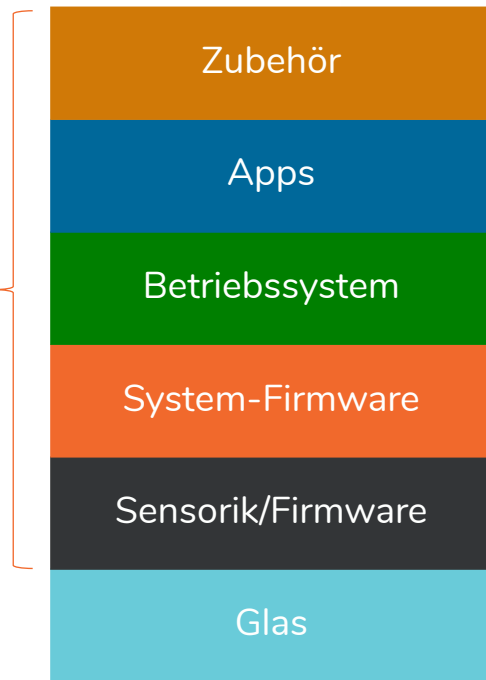 Zubehör
Apps
Betriebssystem
System-Firmware
Sensorik/Firmware
Glas